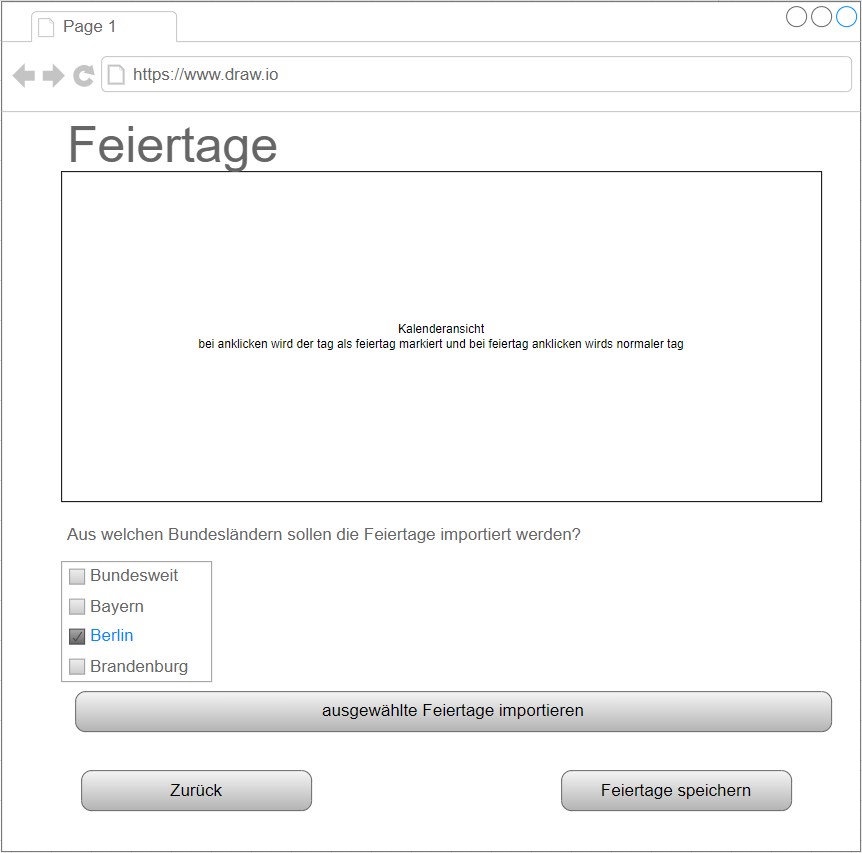 Page 1
https://www.draw.io
Feiertage
Kalenderansicht
bei anklicken wird der tag als feiertag markiert und bei feiertag anklicken wirds normaler tag
Aus welchen Bundesländern sollen die Feiertage importiert werden?
Bundesweit
Bayern
Berlin
Brandenburg
ausgewählte Feiertage importieren
Zurück
Feiertage speichern